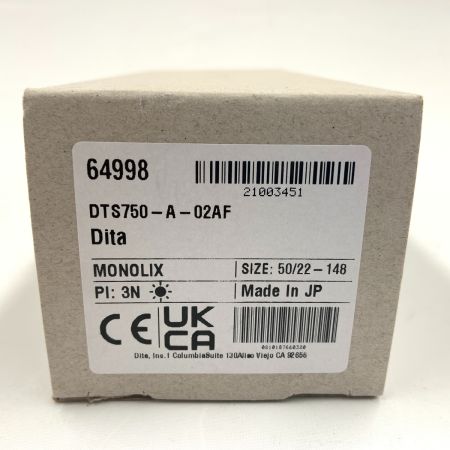 64998
21003451
DTS750-A-02AF
Dita
MONOLIX
SIZE: 50/22-148
PI: 3N
Made In JP
CE UK CA
0810187660320
Dita, Inc.1 ColumbiaSuite 130Aliso Viejo CA 92656